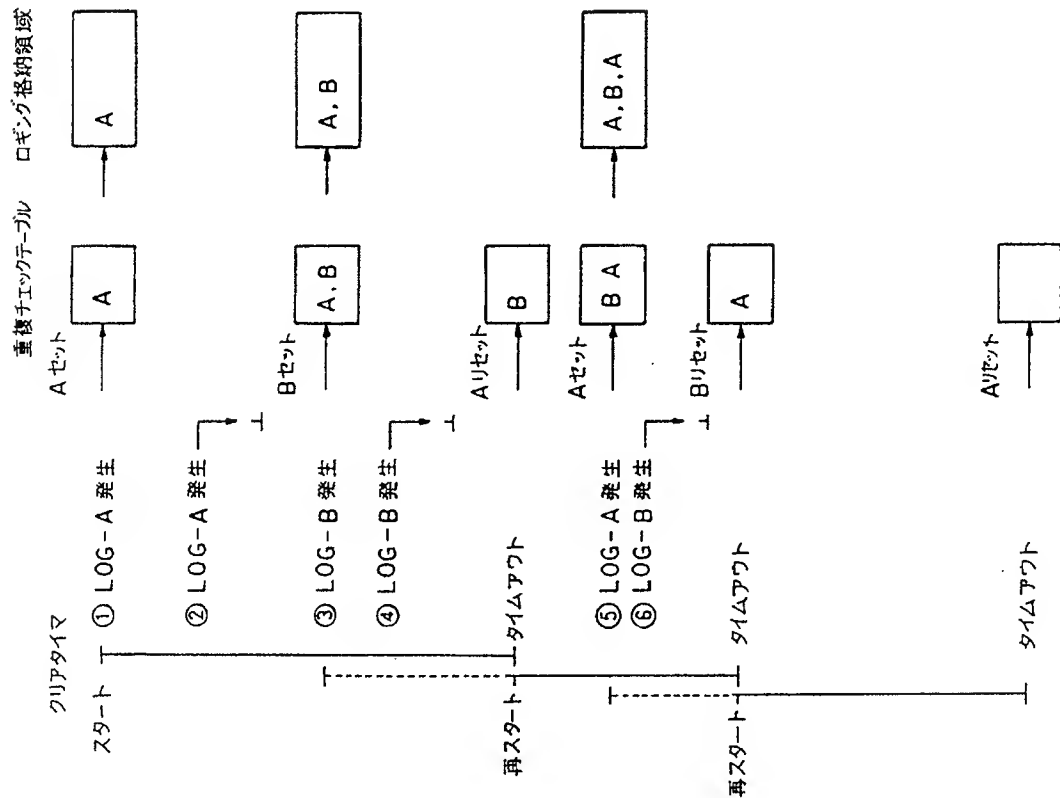 クリアタイマ
重複チェックテーブル
ロギング格納領域
スタート
① LOG-A 発生
Aセット
A
A
② LOG-A 発生
③ LOG-B 発生
Bセット
A,B
A,B
④ LOG-B 発生
タイムアウト
再スタート
Aリセット
B
⑤ LOG-A 発生
Aセット
B A
A,B,A
⑥ LOG-B 発生
タイムアウト
再スタート
Bリセット
A
タイムアウト
Aリセット